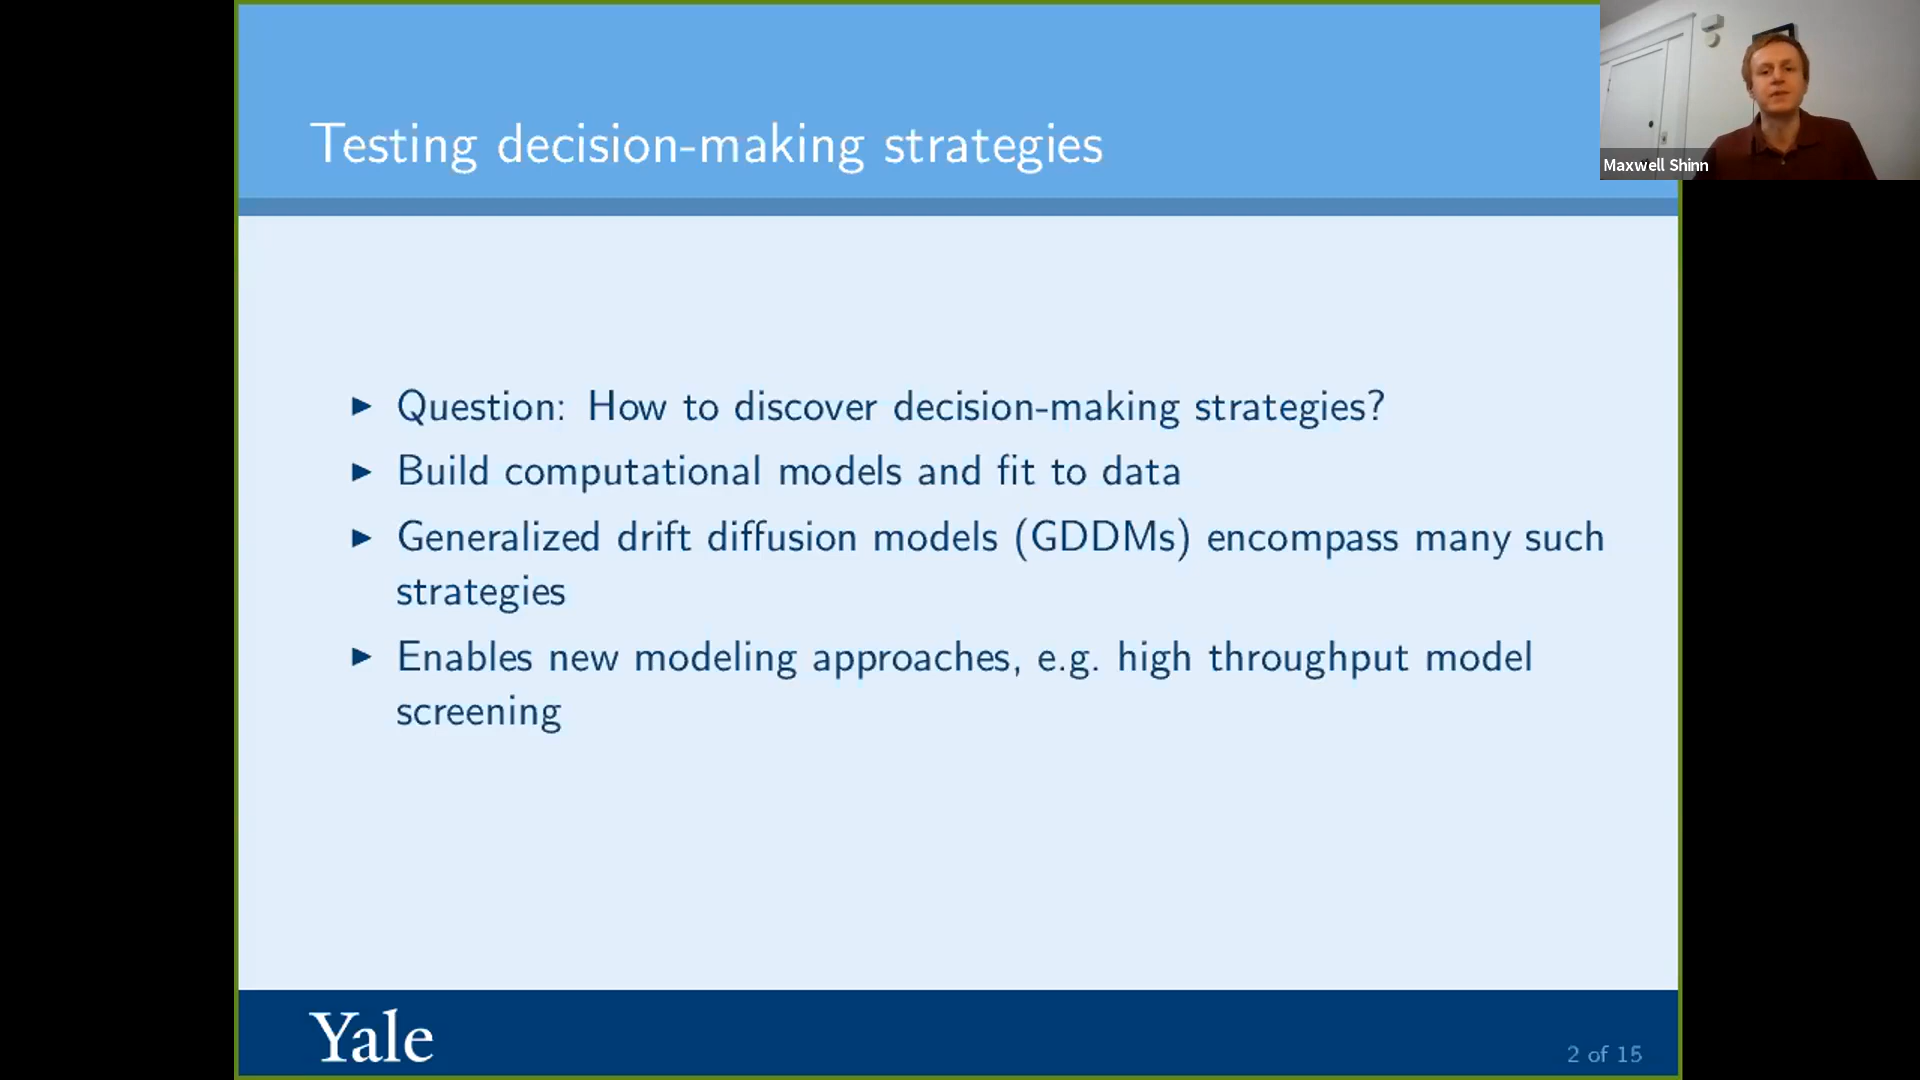 Testing decision-making strategies
Maxwell Shinn
Question: How to discover decision-making strategies?
Build computational models and fit to data
Generalized drift diffusion models (GDDMs) encompass many such
strategies
Enables new modeling approaches, e.g. high throughput model
screening
Yale
2 of 15